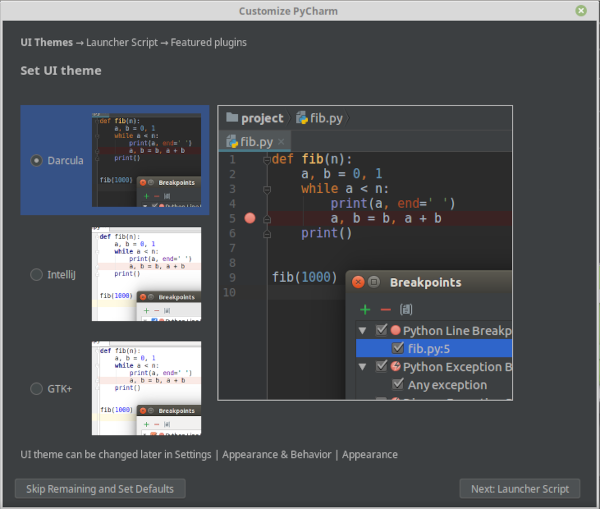 Customize PyCharm
UI Themes → Launcher Script → Featured plugins
Set UI theme
Darcula
def fib(n):
a, b = 0, 1
while a < n:
print(a, end=' ')
a, b = b, a + b
print()
fib(1000)
Breakpoints
Python Line
IntelliJ
def fib(n):
a, b = 0, 1
while a < n:
print(a, end=' ')
a, b = b, a + b
print()
fib(1000)
Breakpoints
GTK+
def fib(n):
a, b = 0, 1
while a < n:
print(a, end=' ')
a, b = b, a + b
print()
fib(1000)
Breakpoints
project fib.py
fib.py
1 def fib(n):
2 a, b = 0, 1
3 while a < n:
4 print(a, end=' ')
5 a, b = b, a + b
6 print()
7
8
9 fib(1000)
10
Breakpoints
Python Line Breakp
fib.py:5
Python Exception B
Any exception
UI theme can be changed later in Settings | Appearance & Behavior | Appearance
Skip Remaining and Set Defaults
Next: Launcher Script